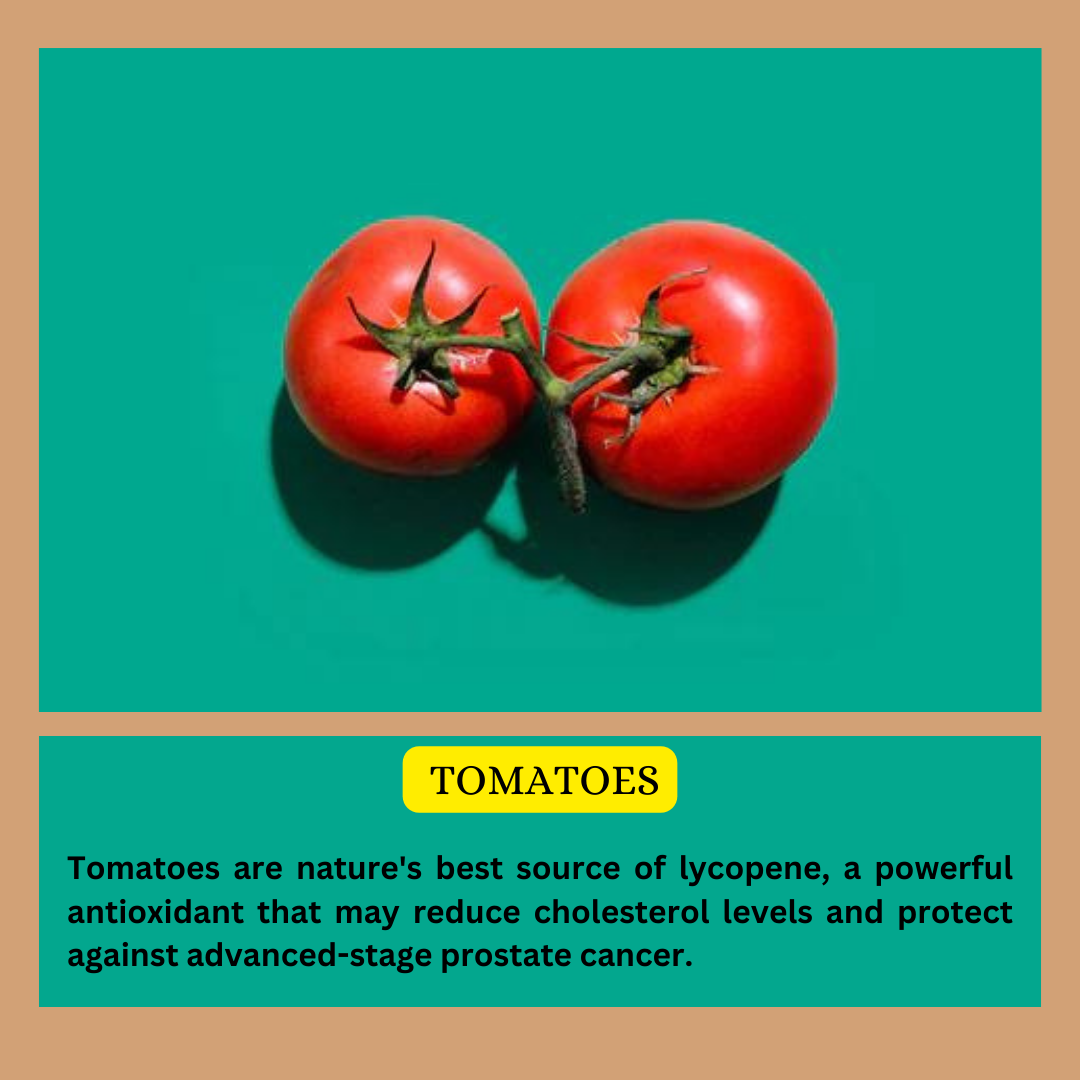 TOMATOES
Tomatoes are nature's best source of lycopene, a powerful
antioxidant that may reduce cholesterol levels and protect
against advanced-stage prostate cancer.